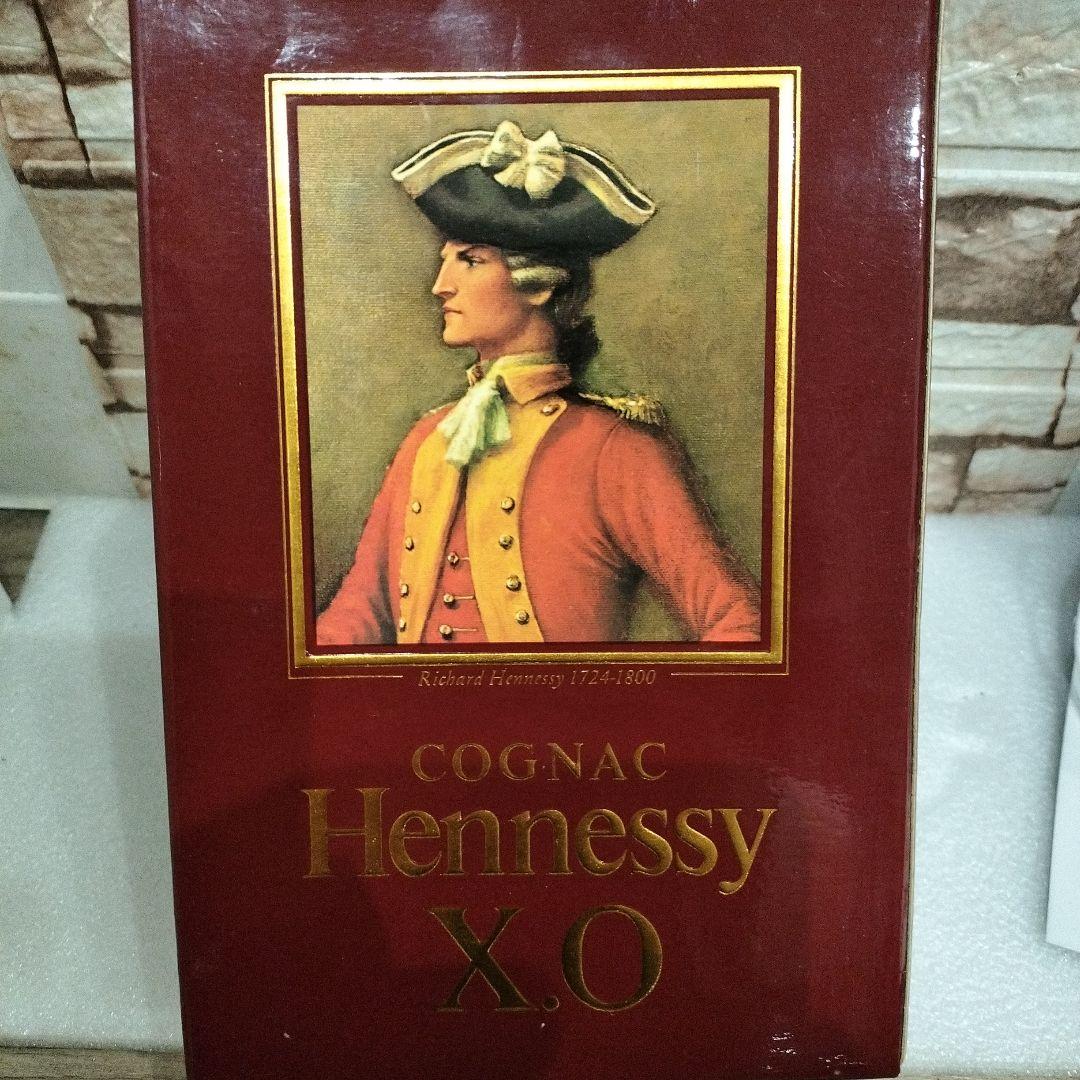 Richard Hennessy 1724-1800
COGNAC
Hennessy
X.O